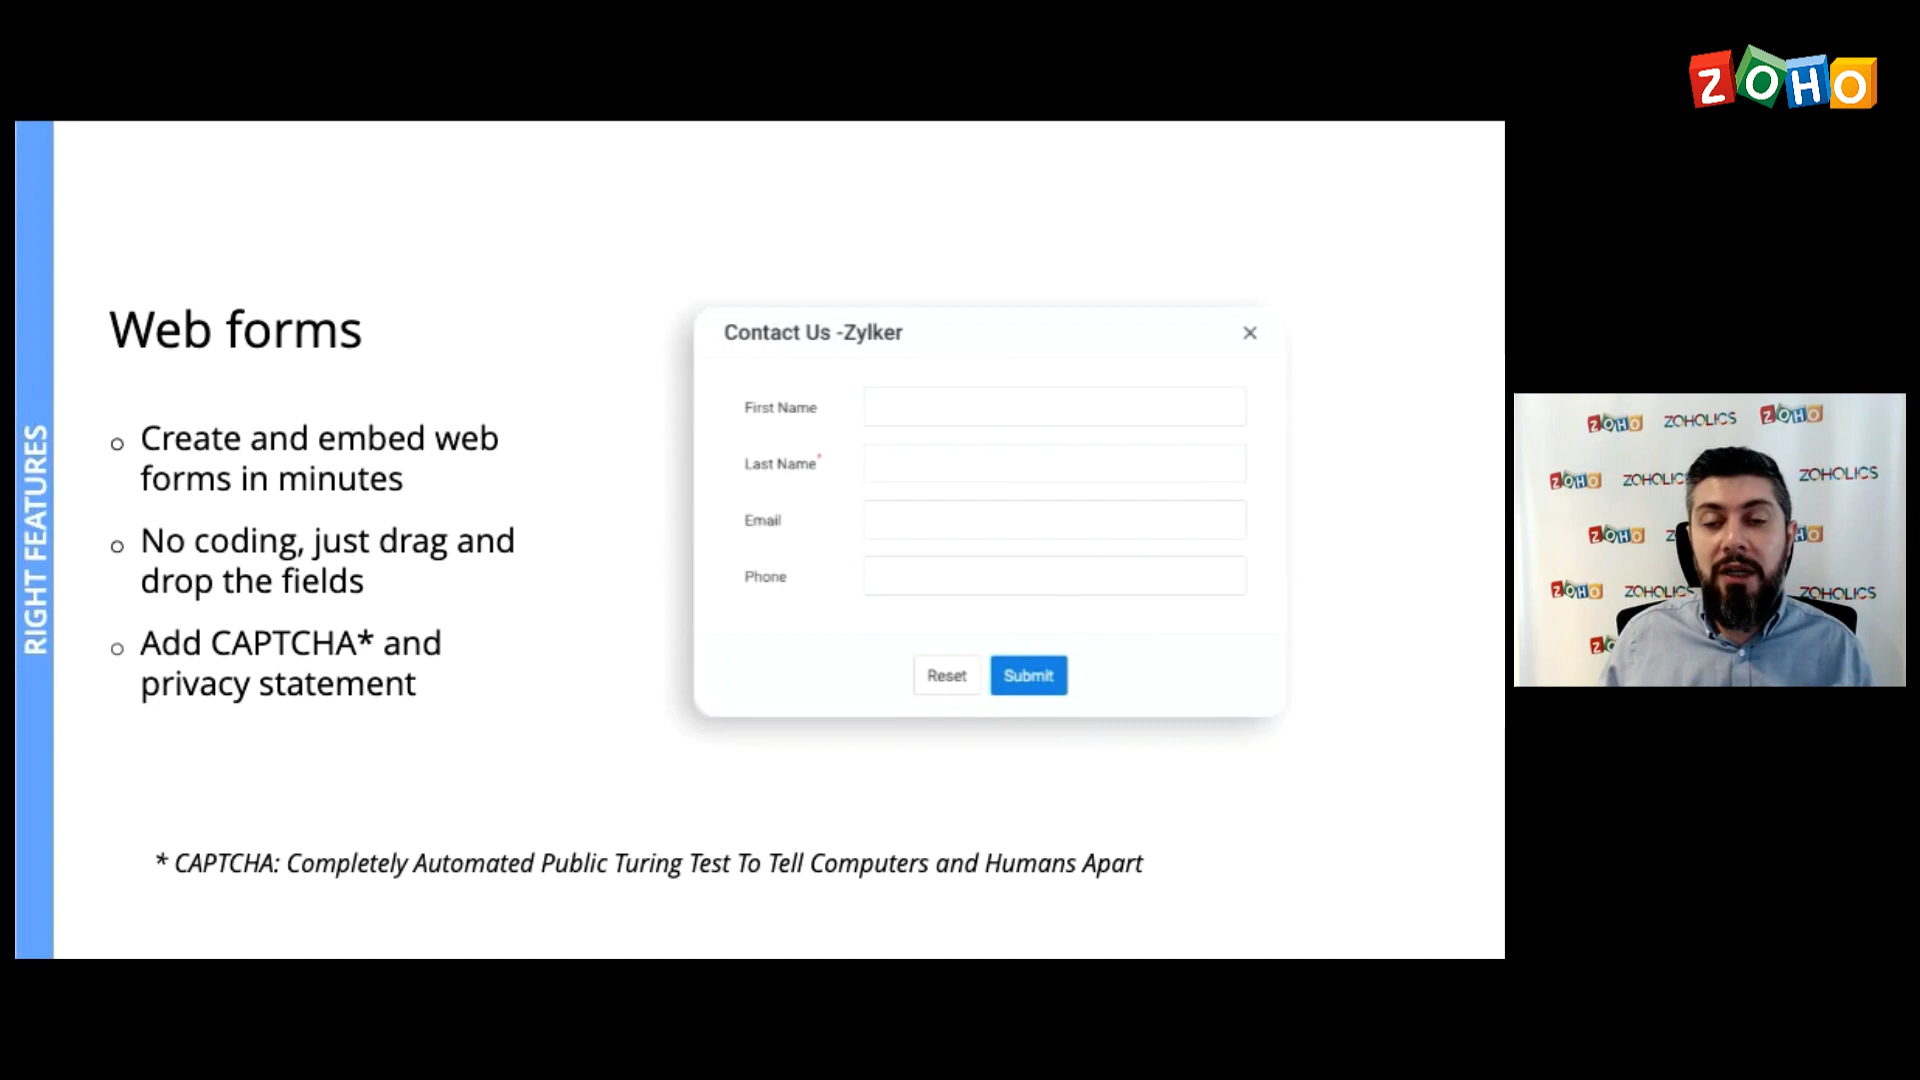 ZOHO
RIGHT FEATURES
Web forms
Create and embed web
forms in minutes
No coding, just drag and
drop the fields
Add CAPTCHA* and
privacy statement
Contact Us -Zylker
First Name
Last Name*
Email
Phone
Reset
Submit
* CAPTCHA: Completely Automated Public Turing Test To Tell Computers and Humans Apart
ZOHO ZOHOLICS ZOHO
ZOHO ZOHOLIC ZOHOLICS
ZOHO Z HO
ZOHO ZOHOLICS ZOHOLICS
ZO